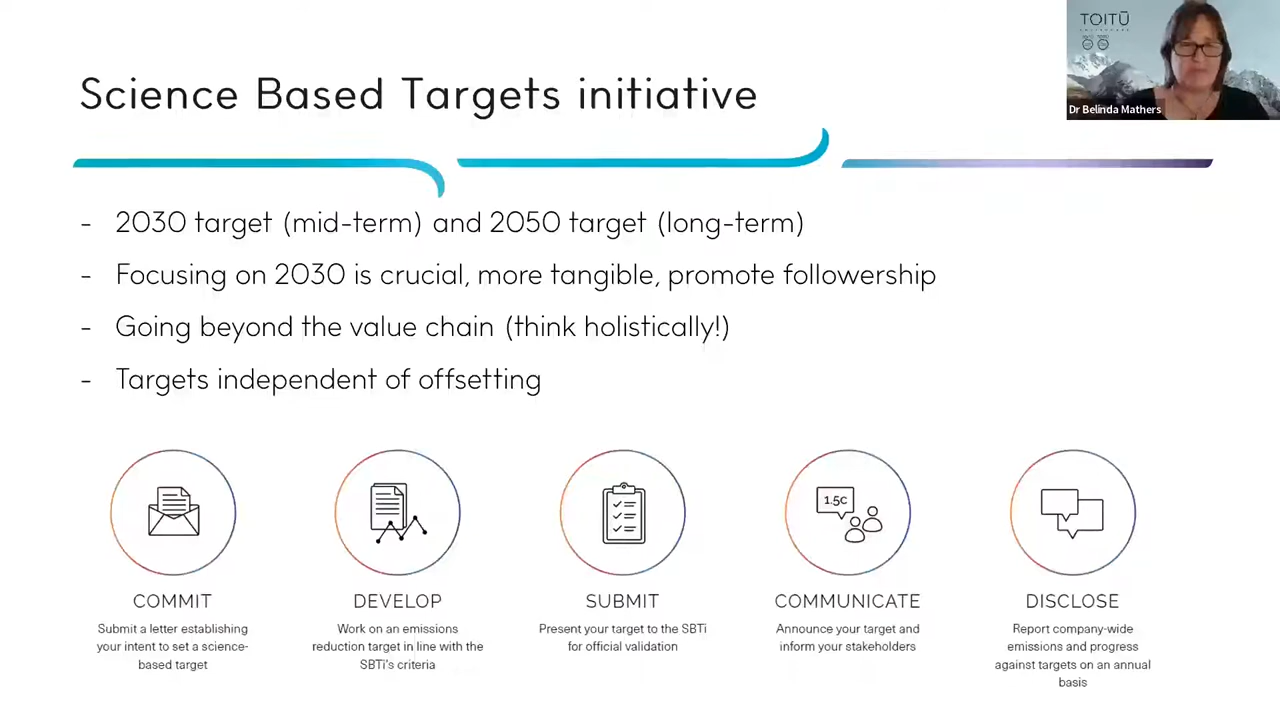 TOITŪ
Dr Belinda Mathers
Science Based Targets initiative
- 2030 target (mid-term) and 2050 target (long-term)
- Focusing on 2030 is crucial, more tangible, promote followership
- Going beyond the value chain (think holistically!)
- Targets independent of offsetting
1.5c
COMMIT
Submit a letter establishing
your intent to set a science-
based target
DEVELOP
Work on an emissions
reduction target in line with the
SBTi's criteria
SUBMIT
Present your target to the SBTi
for official validation
COMMUNICATE
Announce your target and
inform your stakeholders
DISCLOSE
Report company-wide
emissions and progress
against targets on an annual
basis